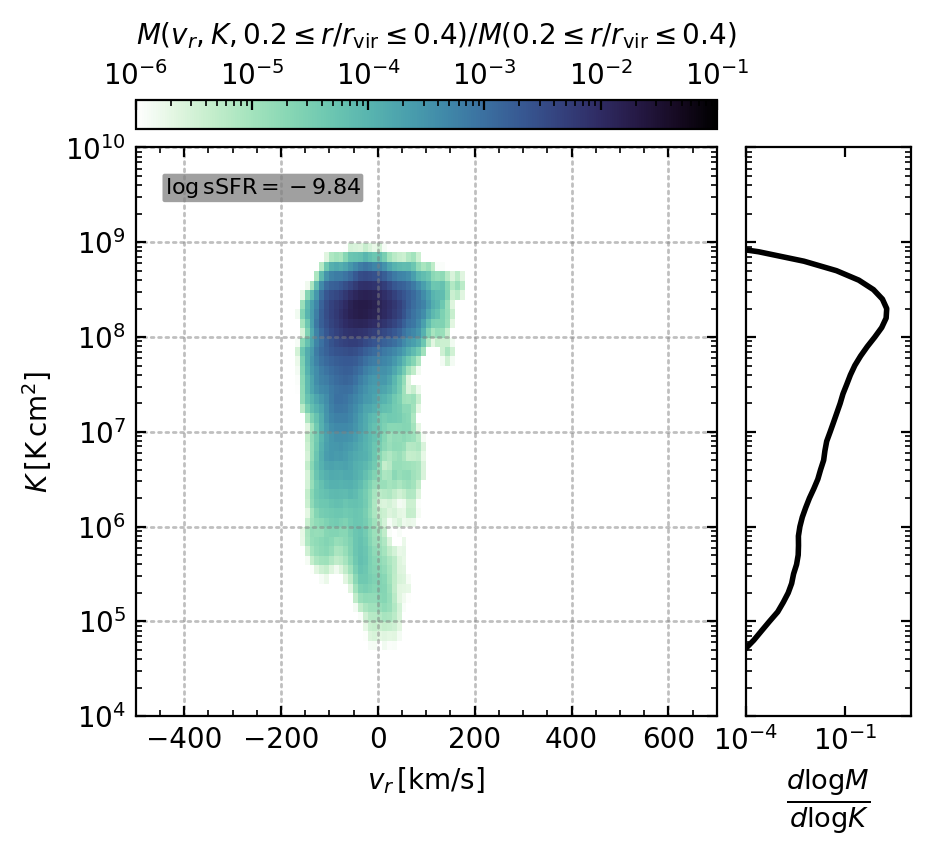 M(v_r, K, 0.2 ≤ r/r_vir ≤ 0.4)/M(0.2 ≤ r/r_vir ≤ 0.4)
10^−6 10^−5 10^−4 10^−3 10^−2 10^−1
10^10
log sSFR = −9.84
10^9
10^8
K [K cm^2]
10^7
10^6
10^5
10^4
−400 −200 0 200 400 600 10^−4 10^−1
v_r [km/s]
dlogM
dlogK